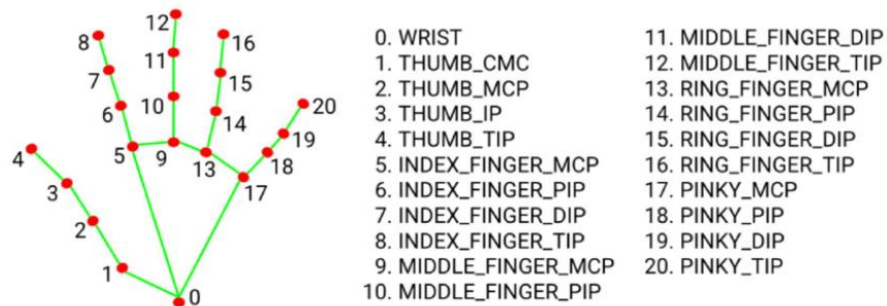 12
8
16
11
7
15
20
6
10
14
19
4
5
9
13
18
3
17
2
1
0
0. WRIST
1. THUMB_CMC
2. THUMB_MCP
3. THUMB_IP
4. THUMB_TIP
5. INDEX_FINGER_MCP
6. INDEX_FINGER_PIP
7. INDEX_FINGER_DIP
8. INDEX_FINGER_TIP
9. MIDDLE_FINGER_MCP
10. MIDDLE_FINGER_PIP
11. MIDDLE_FINGER_DIP
12. MIDDLE_FINGER_TIP
13. RING_FINGER_MCP
14. RING_FINGER_PIP
15. RING_FINGER_DIP
16. RING_FINGER_TIP
17. PINKY_MCP
18. PINKY_PIP
19. PINKY_DIP
20. PINKY_TIP